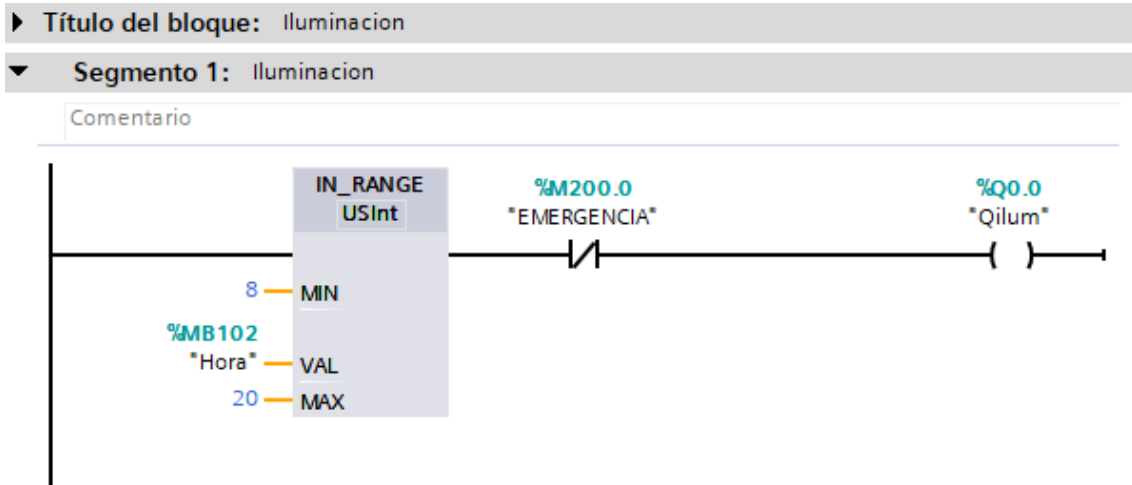 Título del bloque: Iluminacion
Segmento 1: Iluminacion
Comentario
IN_RANGE
USInt
%M200.0
"EMERGENCIA"
%Q0.0
"Qilum"
8 MIN
%MB102
"Hora" VAL
20 MAX